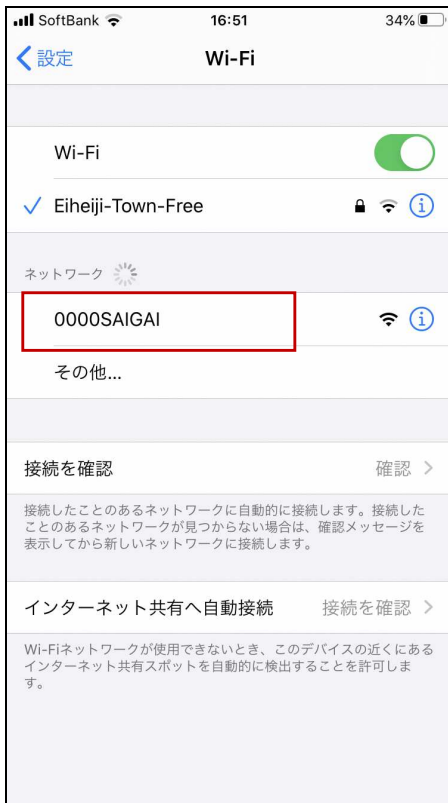 SoftBank 16:51 34%
設定 Wi-Fi
Wi-Fi
Eiheiji-Town-Free
ネットワーク
0000SAIGAI
その他...
接続を確認 確認
接続したことのあるネットワークに自動的に接続します。接続した
ことのあるネットワークが見つからない場合は、確認メッセージを
表示してから新しいネットワークに接続します。
インターネット共有へ自動接続 接続を確認
Wi-Fiネットワークが使用できないとき、このデバイスの近くにある
インターネット共有スポットを自動的に検出することを許可しま
す。